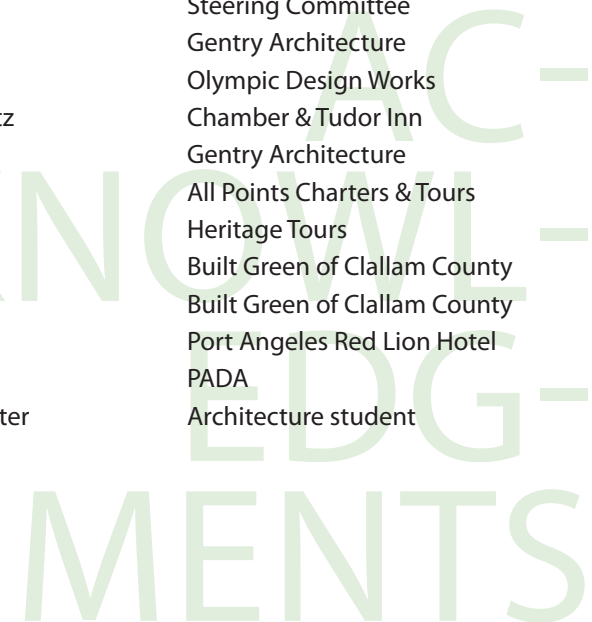 Steering Committee
Gentry Architecture
Olympic Design Works
tz Chamber & Tudor Inn
Gentry Architecture
All Points Charters & Tours
Heritage Tours
Built Green of Clallam County
Built Green of Clallam County
Port Angeles Red Lion Hotel
PADA
ter Architecture student
AC-
KNOWL-
EDG-
MENTS